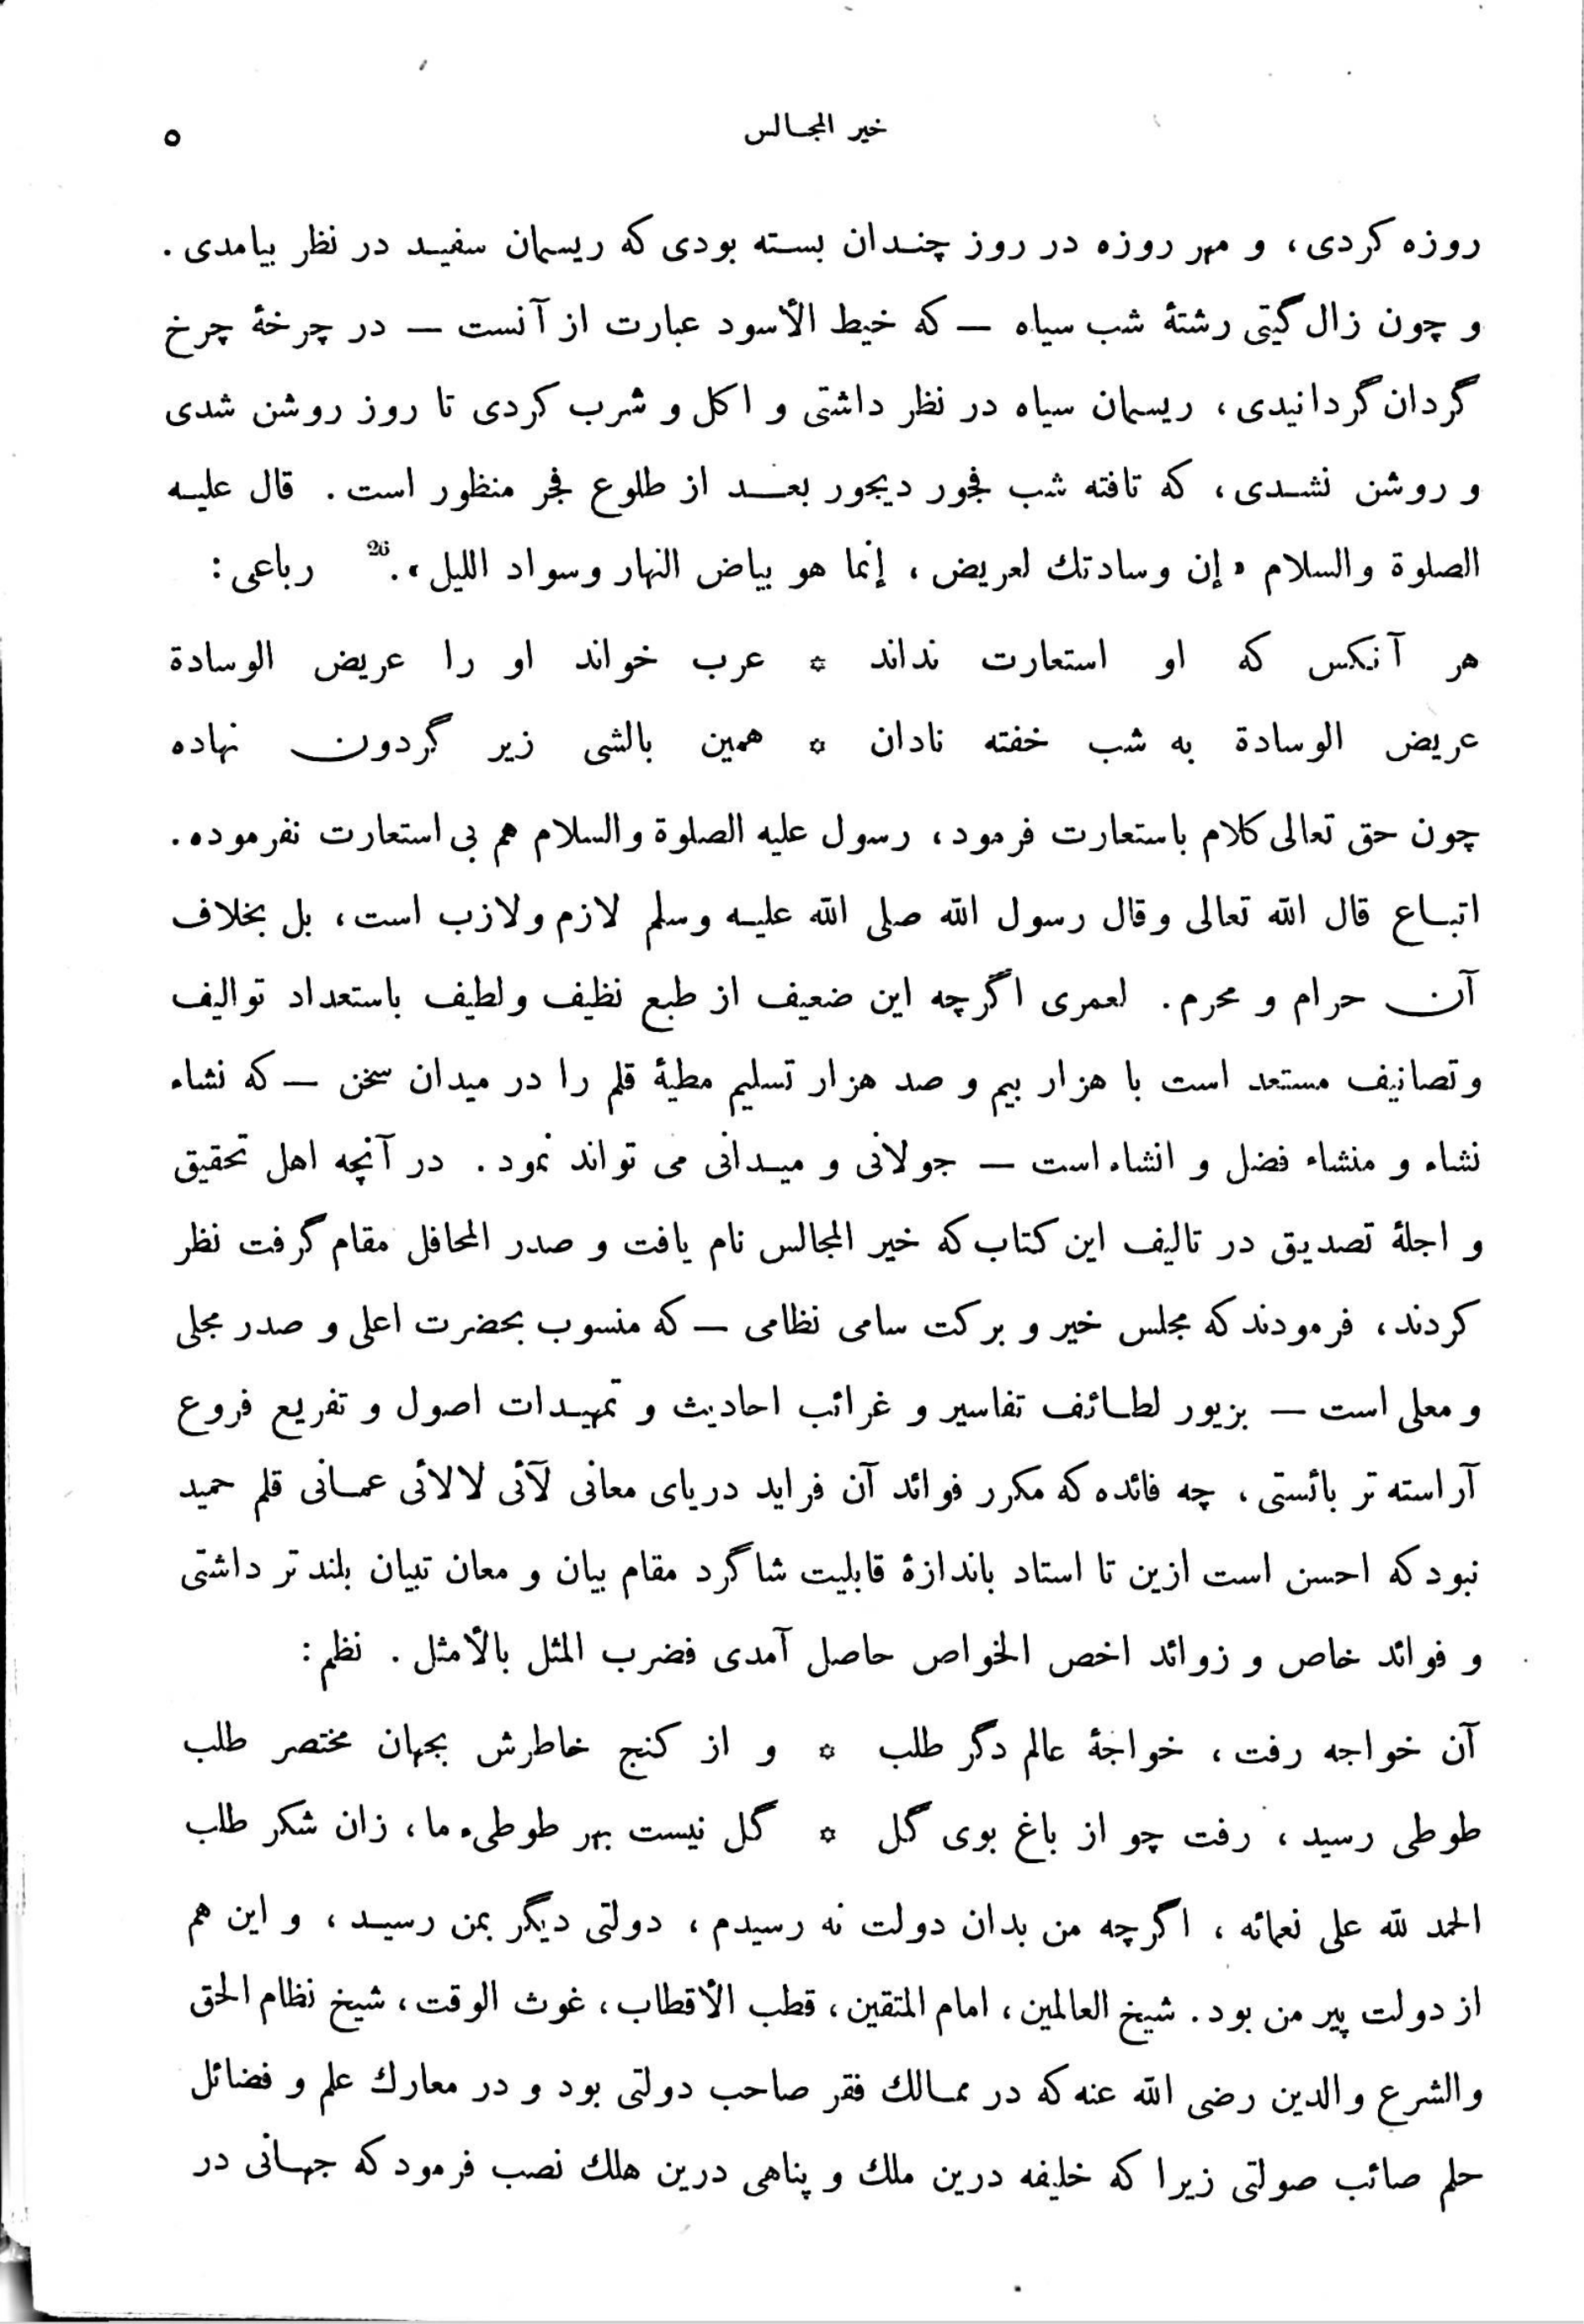 خیر المجالس
۵
روزه کردی، و مهر روزه در روز چندان بسته بودی که ریسمان سفید در نظر بیامدی.
و چون زال گیتی رشتهٔ شب سیاه — که خیط الأسود عبارت از آنست — در چرخهٔ چرخ
گردان گردانیدی، ریسمان سیاه در نظر داشتی و اکل و شرب کردی تا روز روشن شدی
و روشن نشدی، که تافته شب فجور دیجور بعد از طلوع فجر منظور است. قال علیه
الصلوة والسلام «إن وسادتك لعریض، إنما هو بیاض النهار وسواد اللیل».26 رباعی:
هر آنکس که او استعارت نداند * عرب خواند او را عریض الوسادة
عریض الوسادة به شب خفته نادان * همین بالشی زیر گردون نهاده
چون حق تعالی کلام باستعارت فرمود، رسول علیه الصلوة والسلام هم بی استعارت نفرموده.
اتباع قال الله تعالی وقال رسول الله صلی الله علیه وسلم لازم ولازب است، بل بخلاف
آن حرام و محرم. لعمری اگرچه این ضعیف از طبع نظیف ولطیف باستعداد توالیف
وتصانیف مستعد است با هزار بیم و صد هزار تسلیم مطیهٔ قلم را در میدان سخن — که نشاء
نشاء و منشاء فضل و انشاء است — جولانی و میدانی می تواند نمود. در آنچه اهل تحقیق
و اجلهٔ تصدیق در تالیف این کتاب که خیر المجالس نام یافت و صدر المحافل مقام گرفت نظر
کردند، فرمودند که مجلس خیر و برکت سامی نظامی — که منسوب بحضرت اعلی و صدر مجلی
و معلی است — بزیور لطائف تفاسیر و غرائب احادیث و تمهیدات اصول و تفریع فروع
آراسته تر بائستی، چه فائده که مکرر فوائد آن فراید دریای معانی لآئی لالائی عمانی قلم حمید
نبود که احسن است ازین تا استاد باندازهٔ قابلیت شاگرد مقام بیان و معان تبیان بلند تر داشتی
و فوائد خاص و زوائد اخص الخواص حاصل آمدی فضرب المثل بالأمثل. نظم:
آن خواجه رفت، خواجهٔ عالم دگر طلب * و از کنج خاطرش بجهان مختصر طلب
طوطی رسید، رفت چو از باغ بوی گل * گل نیست بهر طوطیء ما، زان شکر طلب
الحمد لله علی نعمائه، اگرچه من بدان دولت نه رسیدم، دولتی دیگر بمن رسید، و این هم
از دولت پیر من بود. شیخ العالمین، امام المتقین، قطب الأقطاب، غوث الوقت، شیخ نظام الحق
والشرع والدین رضی الله عنه که در ممالك فقر صاحب دولتی بود و در معارك علم و فضائل
حلم صائب صولتی زیرا که خلیفه درین ملك و پناهی درین هلك نصب فرمود که جهانی در